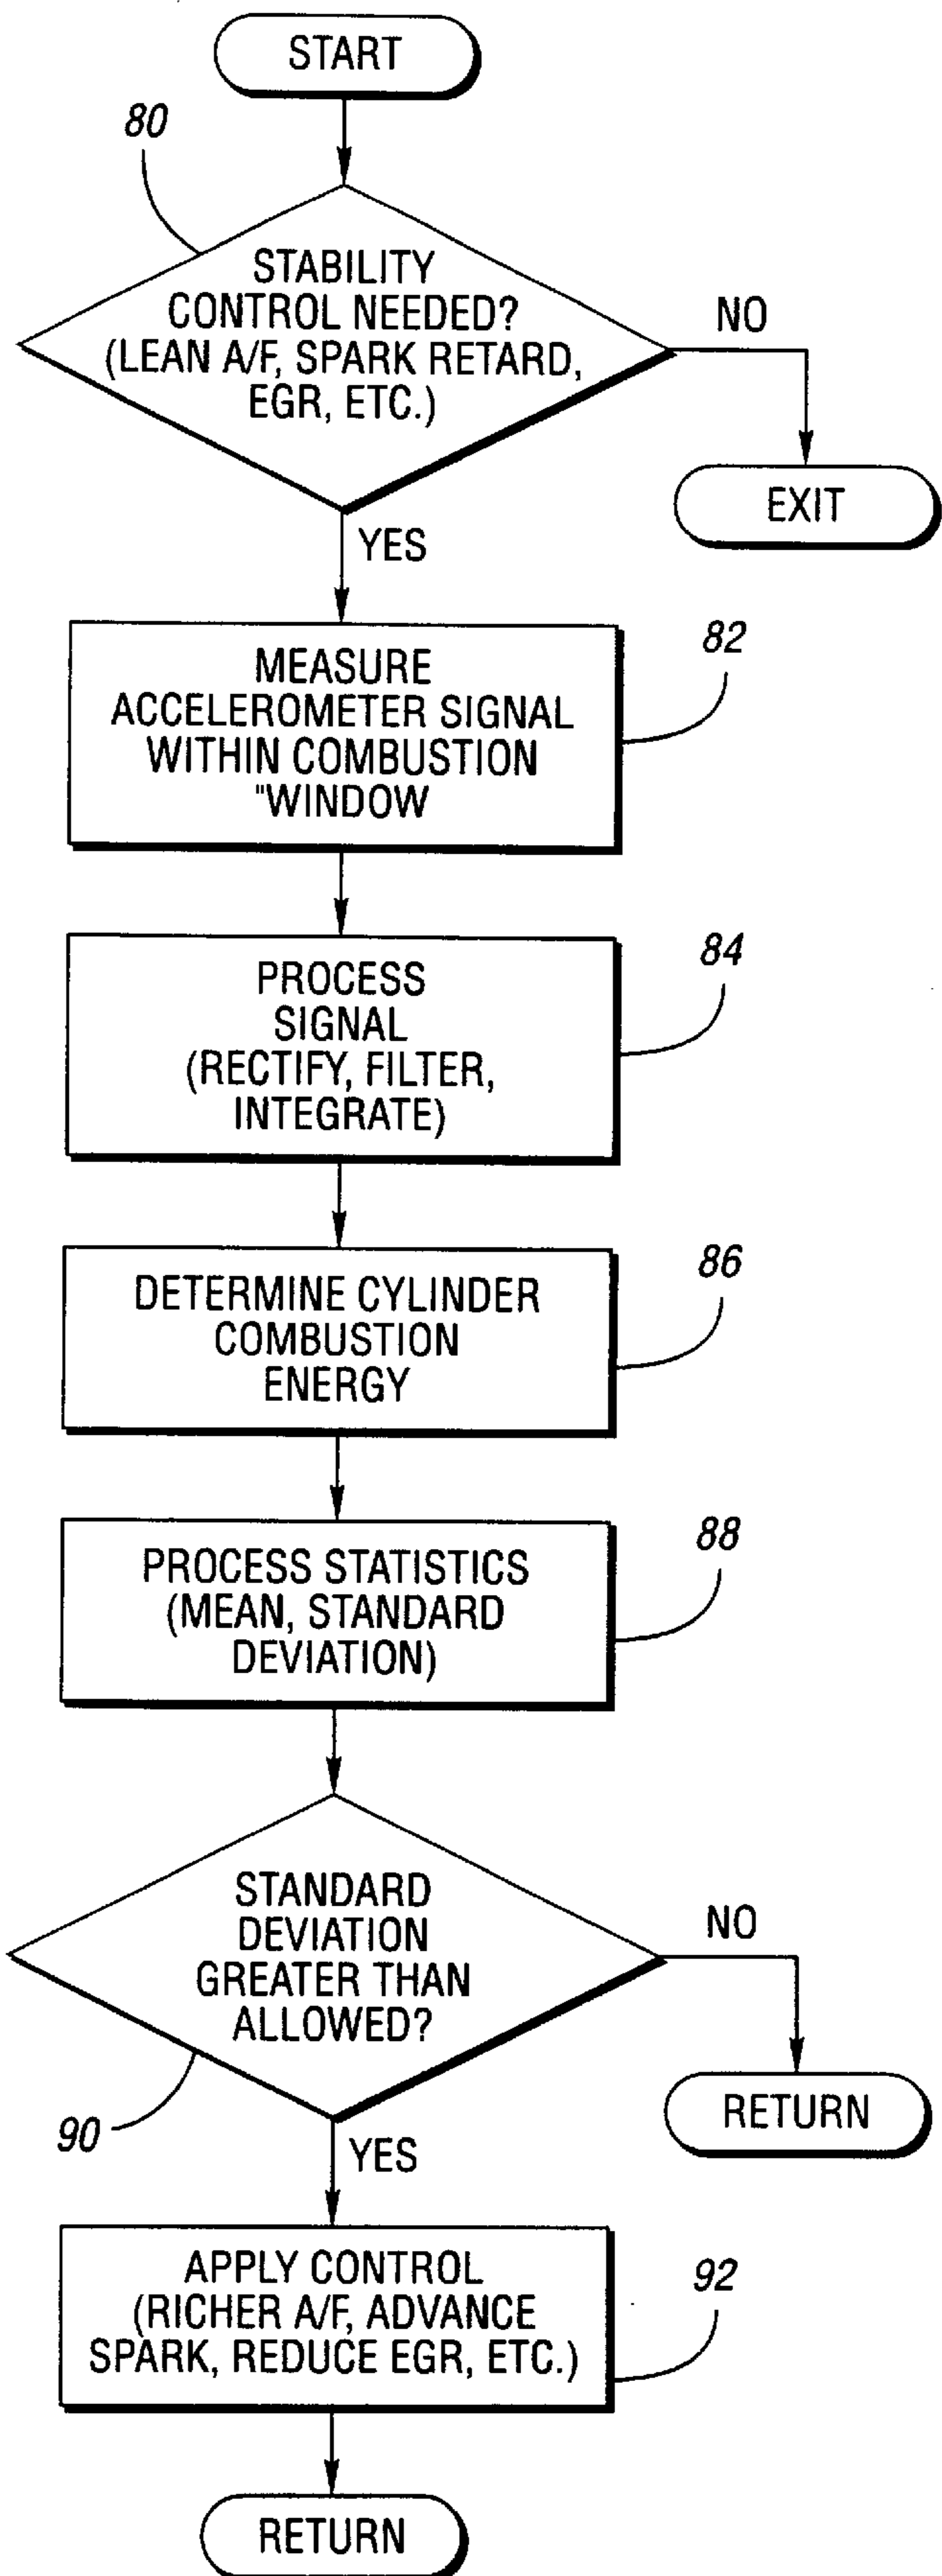 START
80
STABILITY
CONTROL NEEDED?
(LEAN A/F, SPARK RETARD,
EGR, ETC.)
NO
EXIT
YES
82
MEASURE
ACCELEROMETER SIGNAL
WITHIN COMBUSTION
"WINDOW
84
PROCESS
SIGNAL
(RECTIFY, FILTER,
INTEGRATE)
86
DETERMINE CYLINDER
COMBUSTION
ENERGY
88
PROCESS STATISTICS
(MEAN, STANDARD
DEVIATION)
STANDARD
DEVIATION
GREATER THAN
ALLOWED?
NO
RETURN
90
YES
92
APPLY CONTROL
(RICHER A/F, ADVANCE
SPARK, REDUCE EGR, ETC.)
RETURN